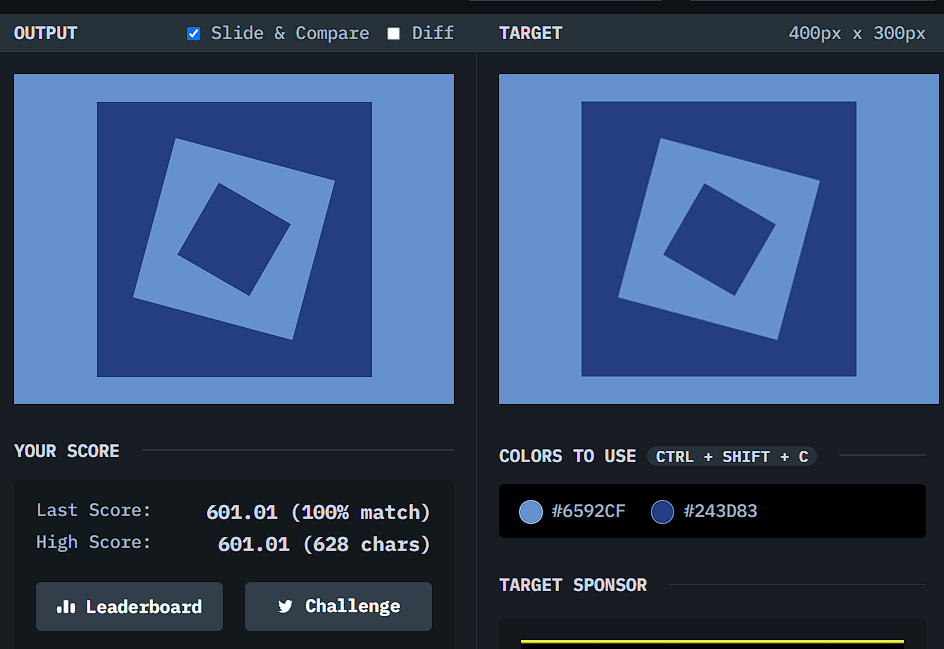 OUTPUT
Slide & Compare
Diff
TARGET
400px x 300px
YOUR SCORE
Last Score: 601.01 (100% match)
High Score: 601.01 (628 chars)
Leaderboard
Challenge
COLORS TO USE
CTRL + SHIFT + C
#6592CF
#243D83
TARGET SPONSOR